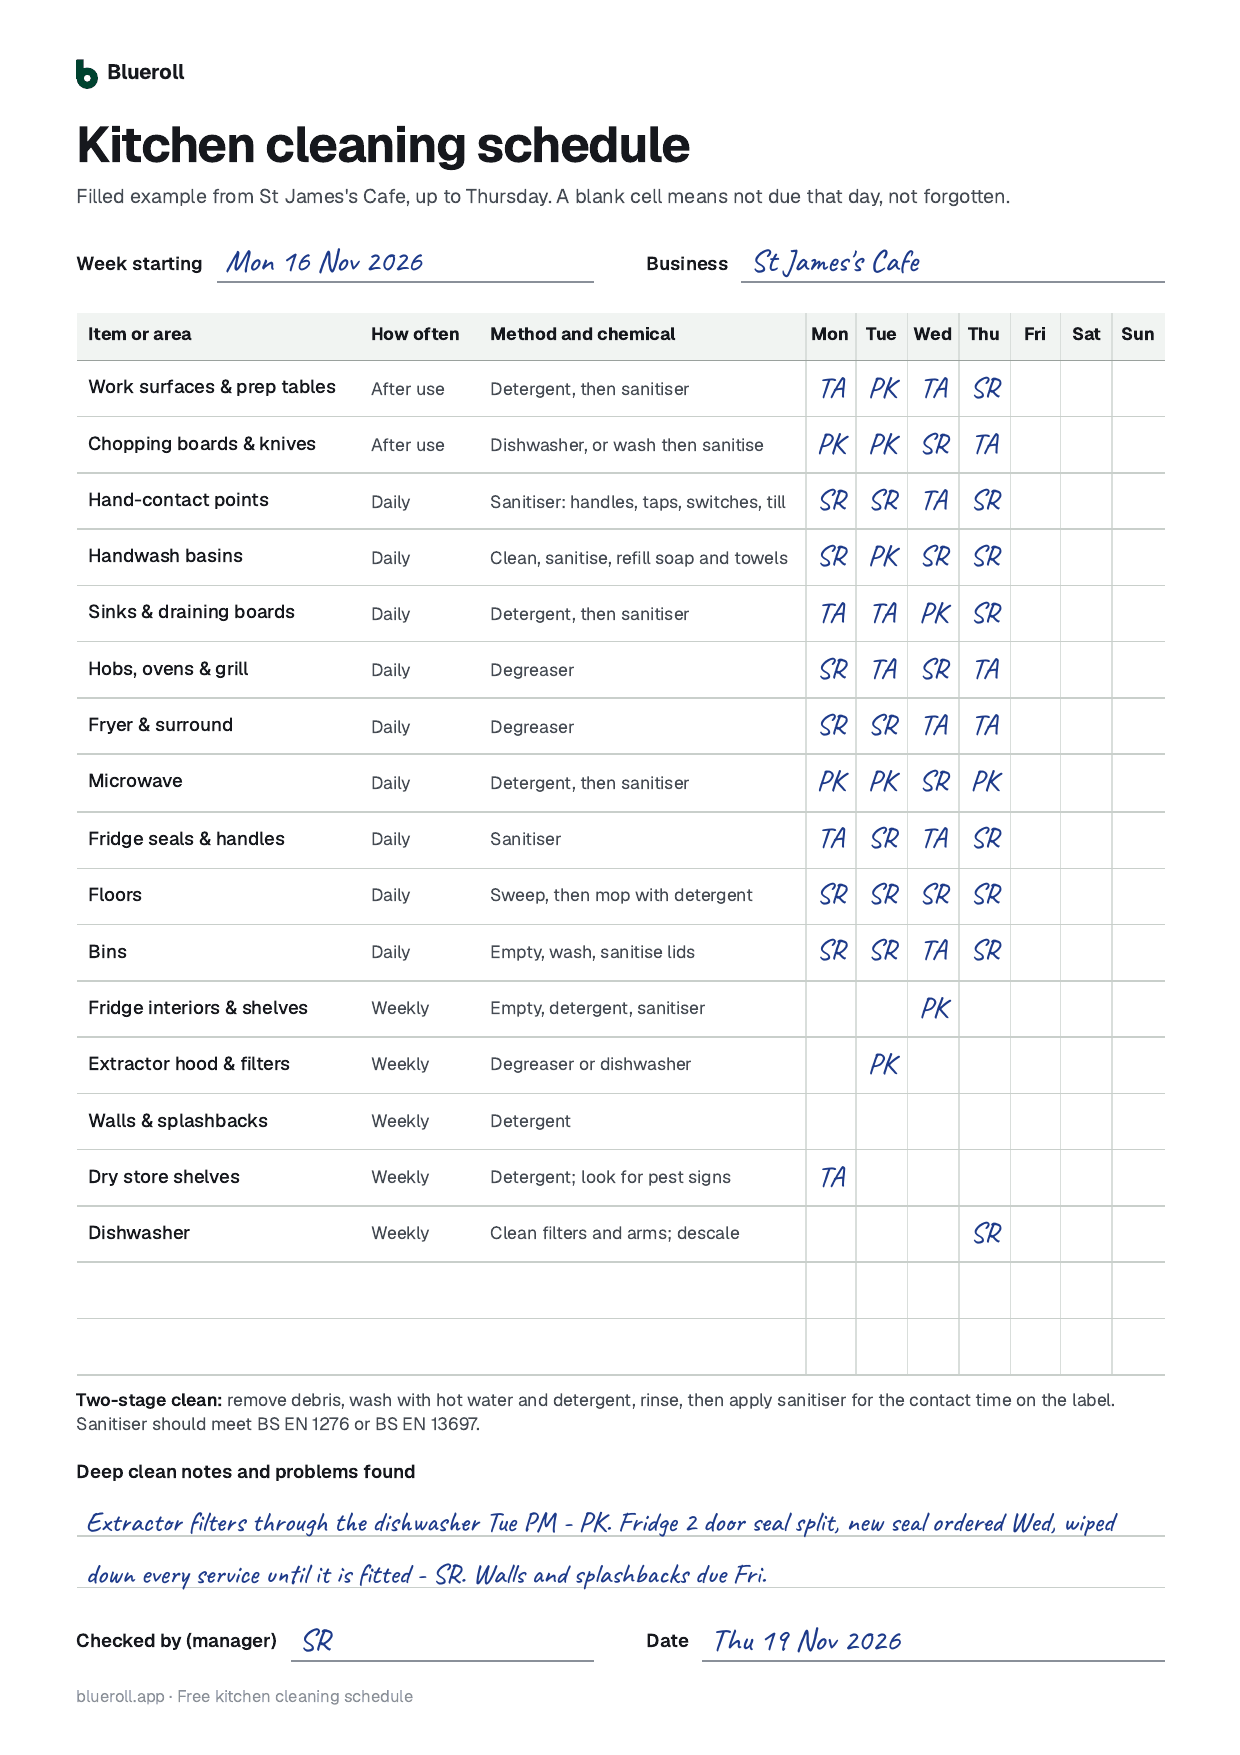 Blueroll
Kitchen cleaning schedule
Filled example from St James's Cafe, up to Thursday. A blank cell means not due that day, not forgotten.
Week starting Mon 16 Nov 2026 Business St James's Cafe
Item or area How often Method and chemical Mon Tue Wed Thu Fri Sat Sun
Work surfaces & prep tables After use Detergent, then sanitiser TA PK TA SR
Chopping boards & knives After use Dishwasher, or wash then sanitise PK PK SR TA
Hand-contact points Daily Sanitiser: handles, taps, switches, till SR SR TA SR
Handwash basins Daily Clean, sanitise, refill soap and towels SR PK SR SR
Sinks & draining boards Daily Detergent, then sanitiser TA TA PK SR
Hobs, ovens & grill Daily Degreaser SR TA SR TA
Fryer & surround Daily Degreaser SR SR TA TA
Microwave Daily Detergent, then sanitiser PK PK SR PK
Fridge seals & handles Daily Sanitiser TA SR TA SR
Floors Daily Sweep, then mop with detergent SR SR SR SR
Bins Daily Empty, wash, sanitise lids SR SR TA SR
Fridge interiors & shelves Weekly Empty, detergent, sanitiser PK
Extractor hood & filters Weekly Degreaser or dishwasher PK
Walls & splashbacks Weekly Detergent
Dry store shelves Weekly Detergent; look for pest signs TA
Dishwasher Weekly Clean filters and arms; descale SR
Two-stage clean: remove debris, wash with hot water and detergent, rinse, then apply sanitiser for the contact time on the label.
Sanitiser should meet BS EN 1276 or BS EN 13697.
Deep clean notes and problems found
Extractor filters through the dishwasher Tue PM - PK. Fridge 2 door seal split, new seal ordered Wed, wiped
down every service until it is fitted - SR. Walls and splashbacks due Fri.
Checked by (manager) SR Date Thu 19 Nov 2026
blueroll.app · Free kitchen cleaning schedule